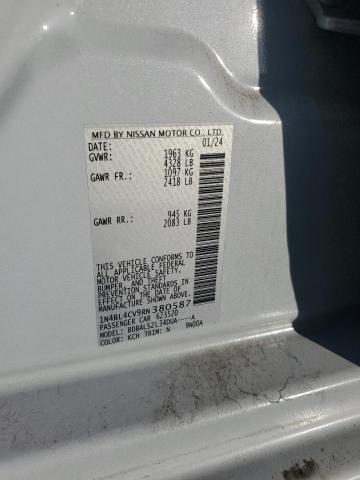 MFD BY NISSAN MOTOR CO., LTD.
DATE: 01/24
GVWR: 1963 KG
4328 LB
GAWR FR.: 1097 KG
2418 LB
GAWR RR.: 945 KG
2083 LB
THIS VEHICLE CONFORMS TO
ALL APPLICABLE FEDERAL
MOTOR VEHICLE SAFETY,
BUMPER, AND THEFT
PREVENTION STANDARDS
IN EFFECT ON THE DATE OF
MANUFACTURE SHOWN ABOVE.
1N4BL4CV9RN380587
PASSENGER CAR 623520
MODEL: BDBALSZL34DUA----A
COLOR: KCH TRIM: N 9N00A